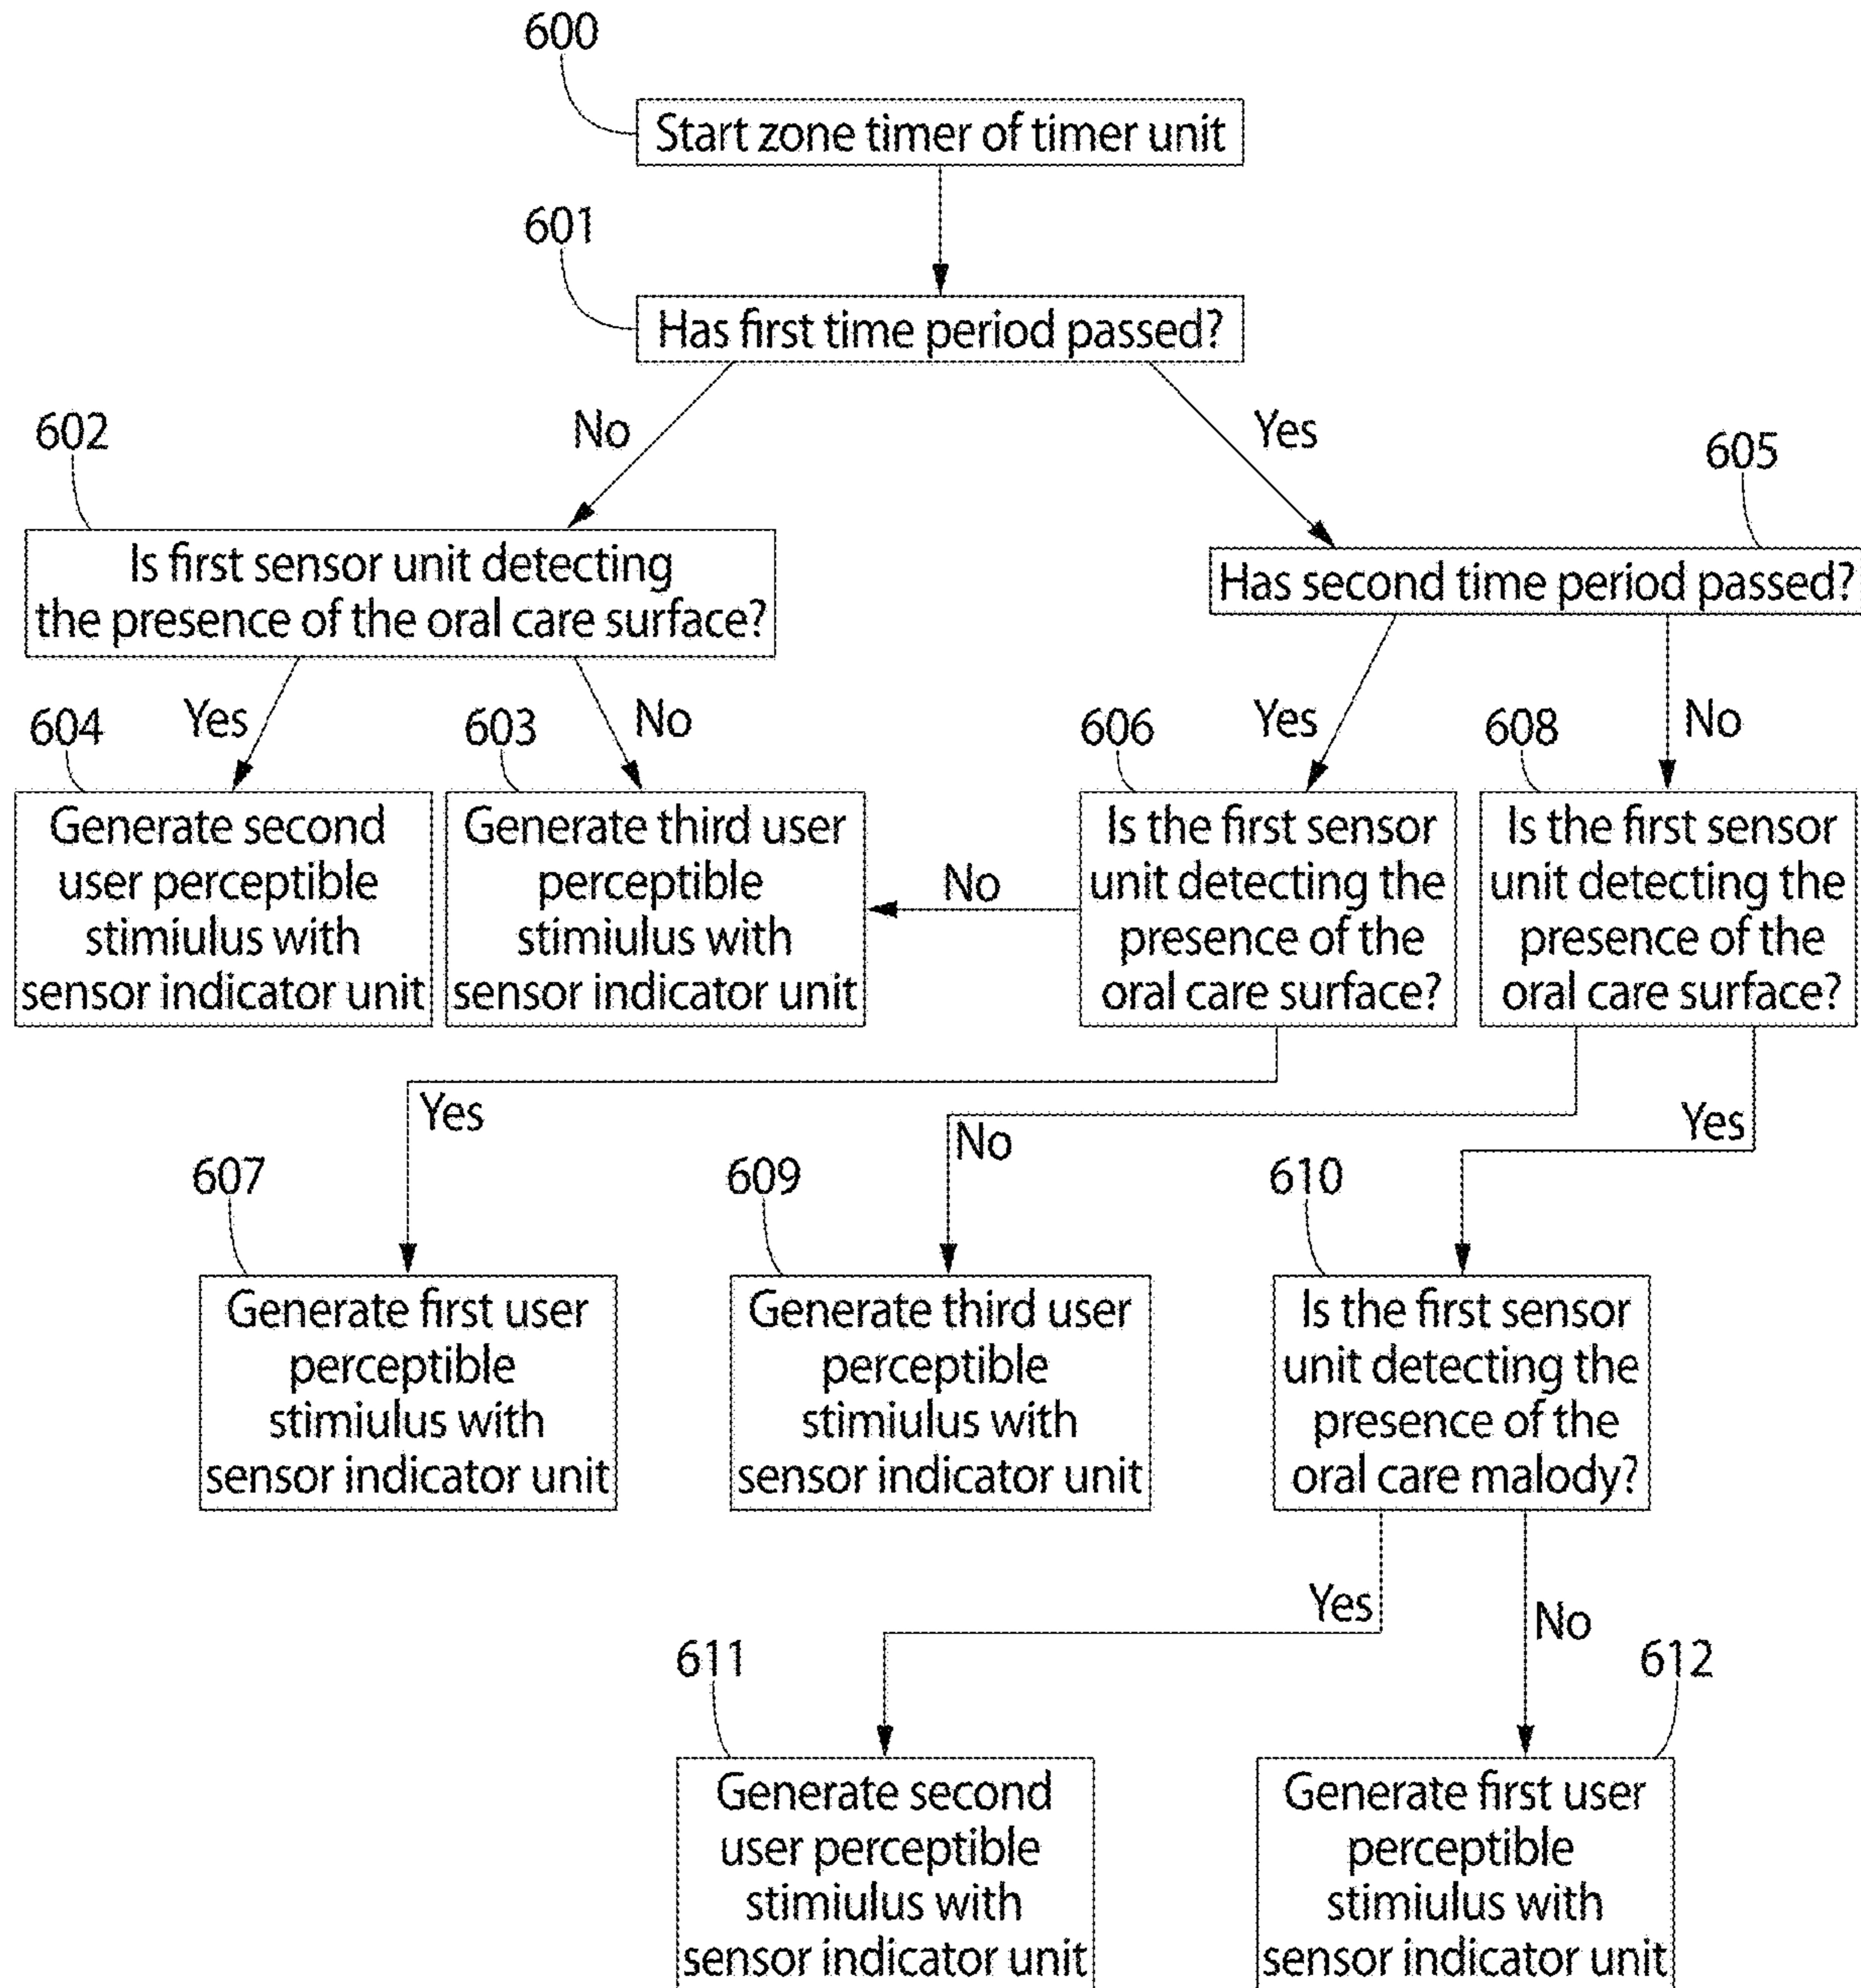 600
Start zone timer of timer unit
601
Has first time period passed?
No
Yes
602
605
Is first sensor unit detecting
the presence of the oral care surface?
Has second time period passed?
604
Yes
603
No
606
Yes
608
No
Generate second
user perceptible
stimiulus with
sensor indicator unit
Generate third user
perceptible
stimiulus with
sensor indicator unit
No
Is the first sensor
unit detecting the
presence of the
oral care surface?
Is the first sensor
unit detecting the
presence of the
oral care surface?
Yes
No
Yes
607
609
610
Generate first user
perceptible
stimiulus with
sensor indicator unit
Generate third user
perceptible
stimiulus with
sensor indicator unit
Is the first sensor
unit detecting the
presence of the
oral care malody?
Yes
No
611
612
Generate second
user perceptible
stimiulus with
sensor indicator unit
Generate first user
perceptible
stimiulus with
sensor indicator unit